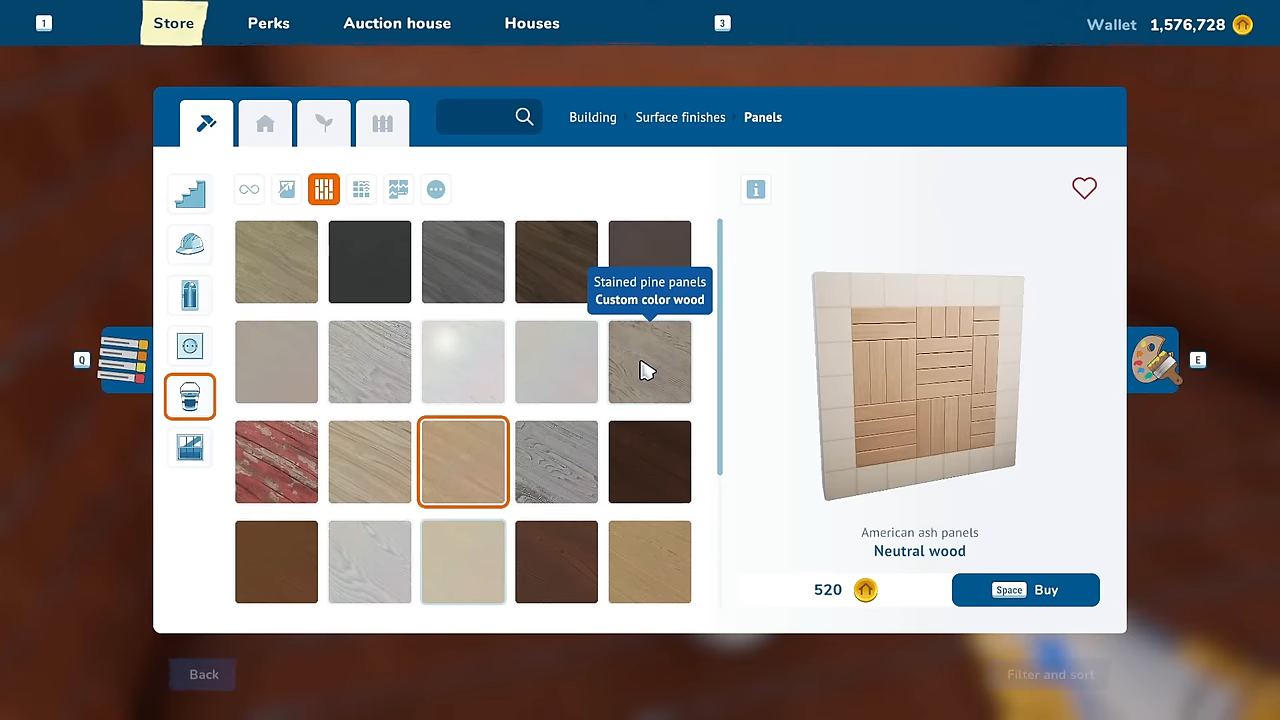 1
Store
Perks
Auction house
Houses
3
Wallet 1,576,728
Building
Surface finishes
Panels
Stained pine panels
Custom color wood
Q
E
American ash panels
Neutral wood
520
Space Buy
Back
Filter and sort